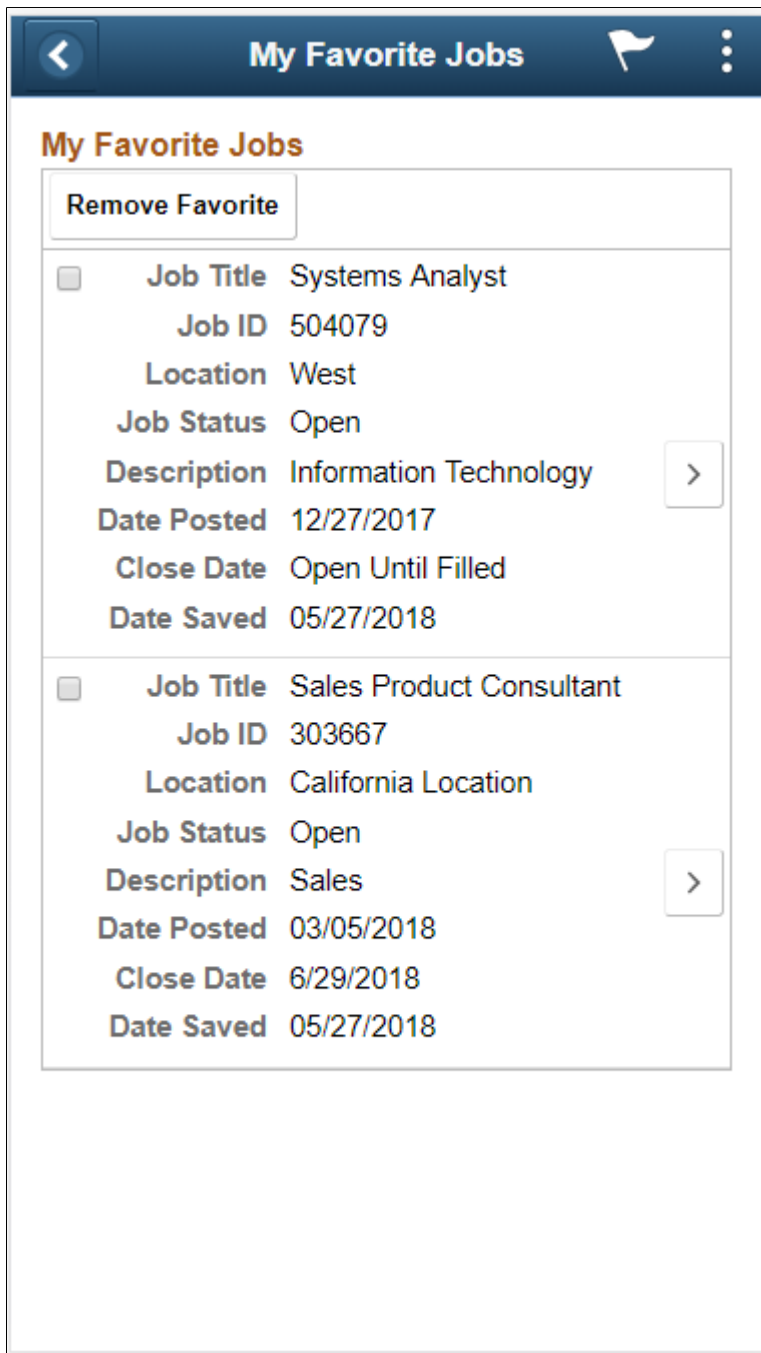 My Favorite Jobs
My Favorite Jobs
Remove Favorite
Job Title Systems Analyst
Job ID 504079
Location West
Job Status Open
Description Information Technology
Date Posted 12/27/2017
Close Date Open Until Filled
Date Saved 05/27/2018
Job Title Sales Product Consultant
Job ID 303667
Location California Location
Job Status Open
Description Sales
Date Posted 03/05/2018
Close Date 6/29/2018
Date Saved 05/27/2018